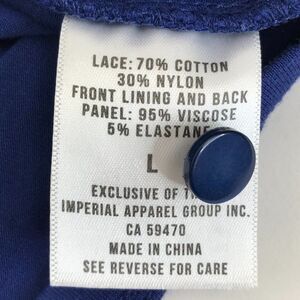 LACE: 70% COTTON
30% NYLON
FRONT LINING AND BACK
PANEL: 95% VISCOSE
5% ELASTANE
L
EXCLUSIVE OF
IMPERIAL APPAREL GROUP INC.
CA 59470
MADE IN CHINA
SEE REVERSE FOR CARE